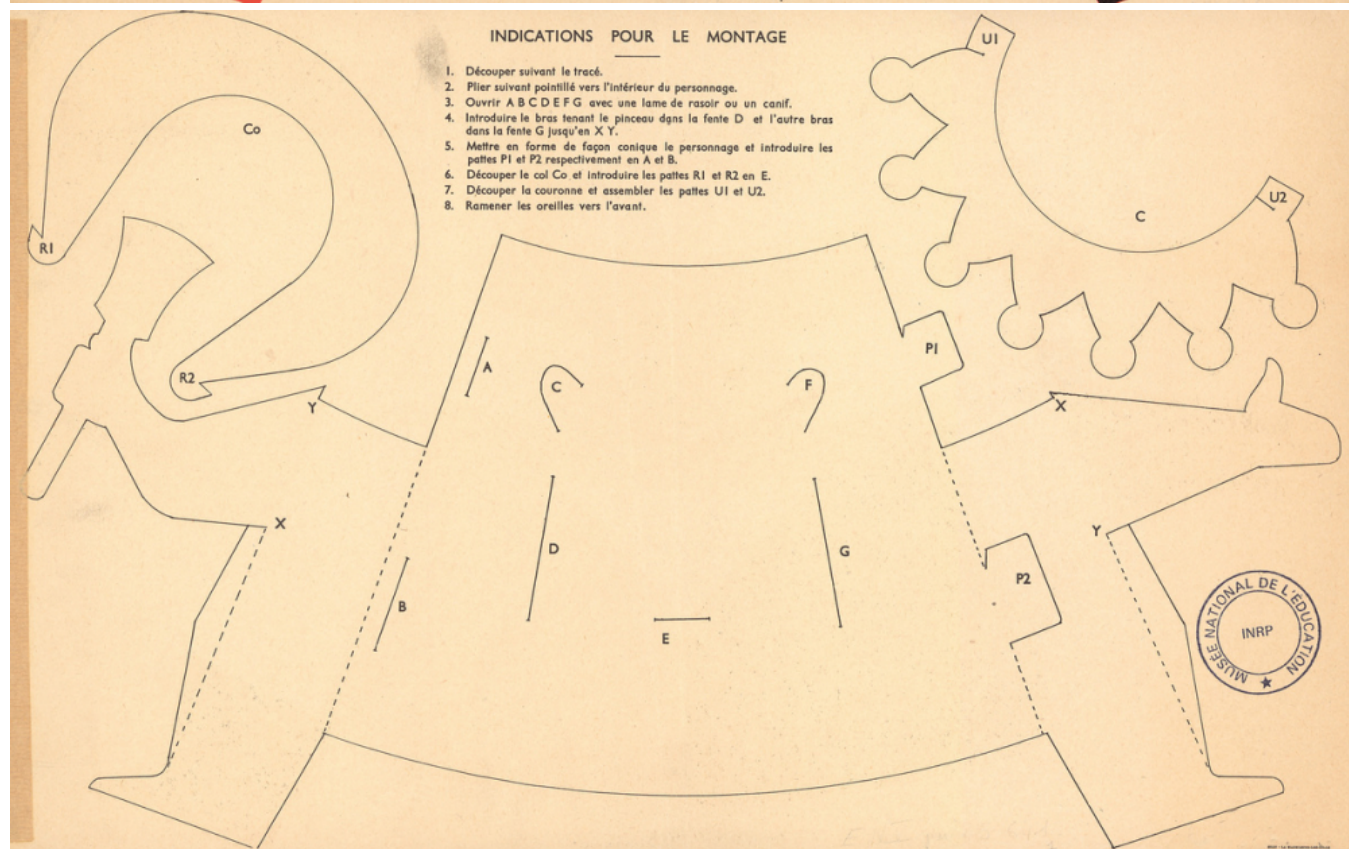 INDICATIONS POUR LE MONTAGE
1. Découper suivant le tracé.
2. Plier suivant pointillé vers l'intérieur du personnage.
3. Ouvrir A B C D E F G avec une lame de rasoir ou un canif.
4. Introduire le bras tenant le pinceau dans la fente D et l'autre bras
dans la fente G jusqu'en X Y.
5. Mettre en forme de façon conique le personnage et introduire les
pattes P1 et P2 respectivement en A et B.
6. Découper le col Co et introduire les pattes R1 et R2 en E.
7. Découper la couronne et assembler les pattes U1 et U2.
8. Ramener les oreilles vers l'avant.
U1
Co
U2
C
R1
P1
A
R2
C
F
Y
X
X
Y
D
G
P2
B
E
MUSÉE NATIONAL DE L'ÉDUCATION
INRP